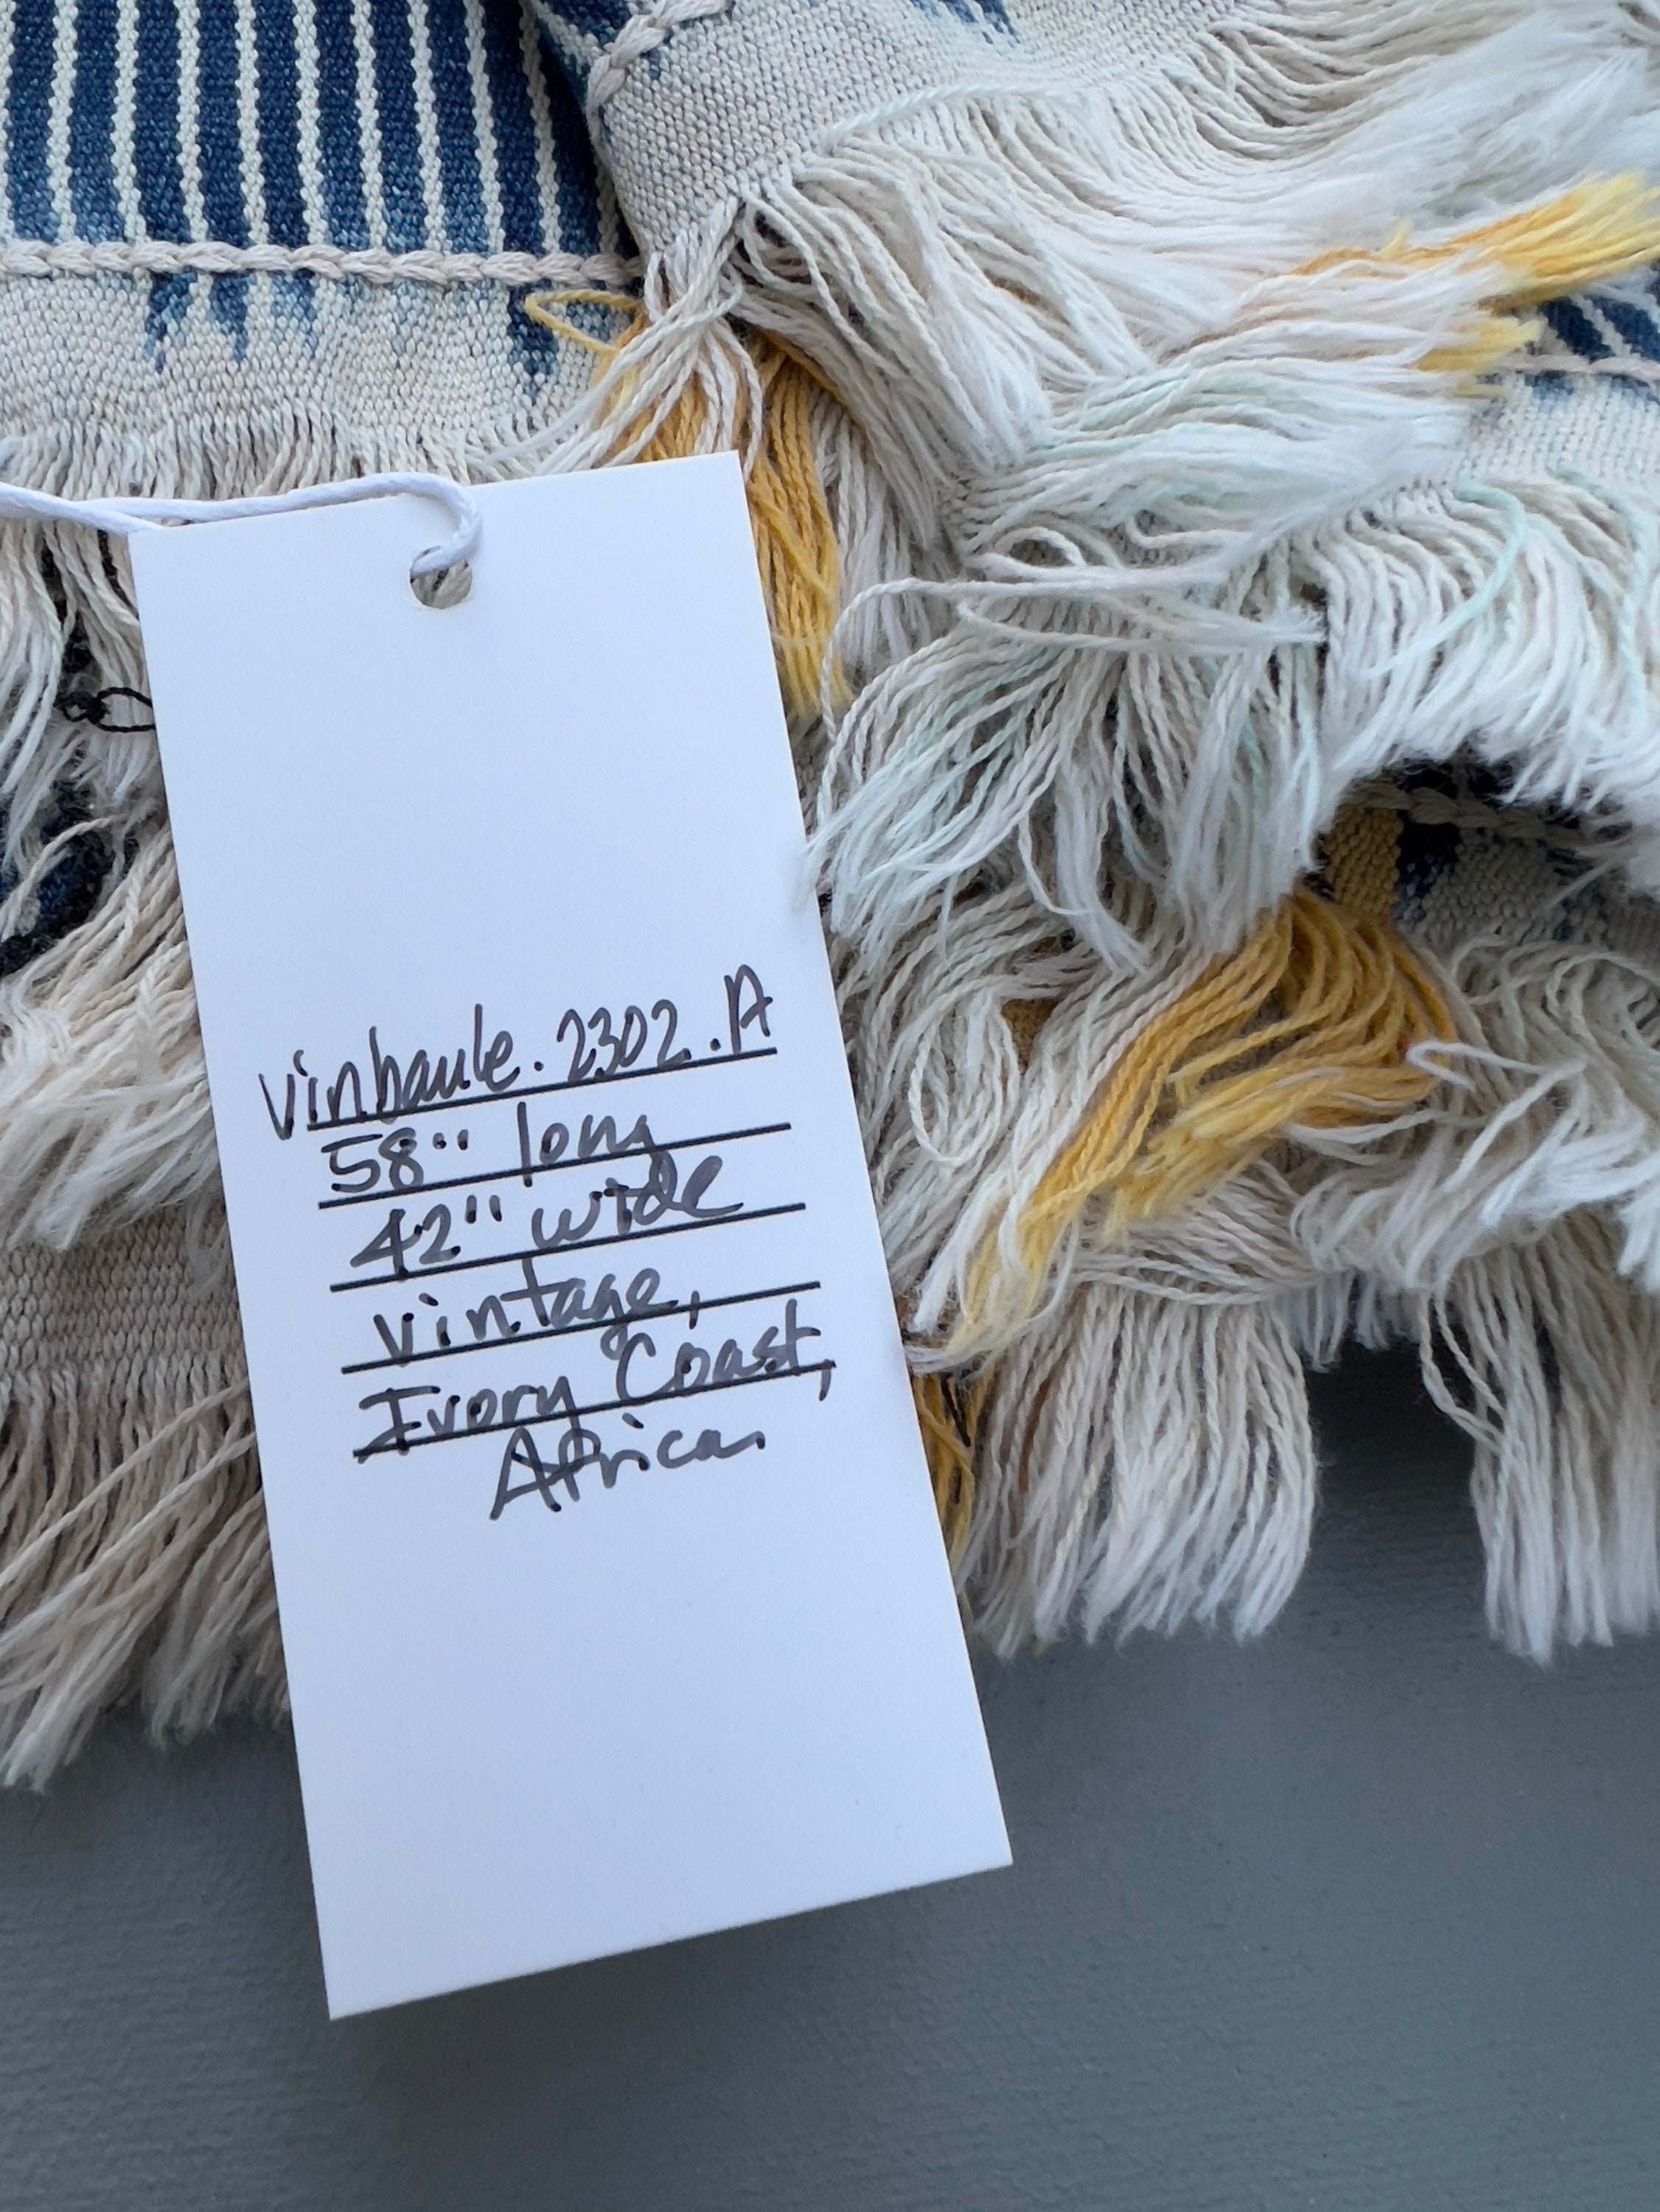 vinbaule.2302.A
58" long
42" wide
vintage,
Ivory Coast,
Africa.